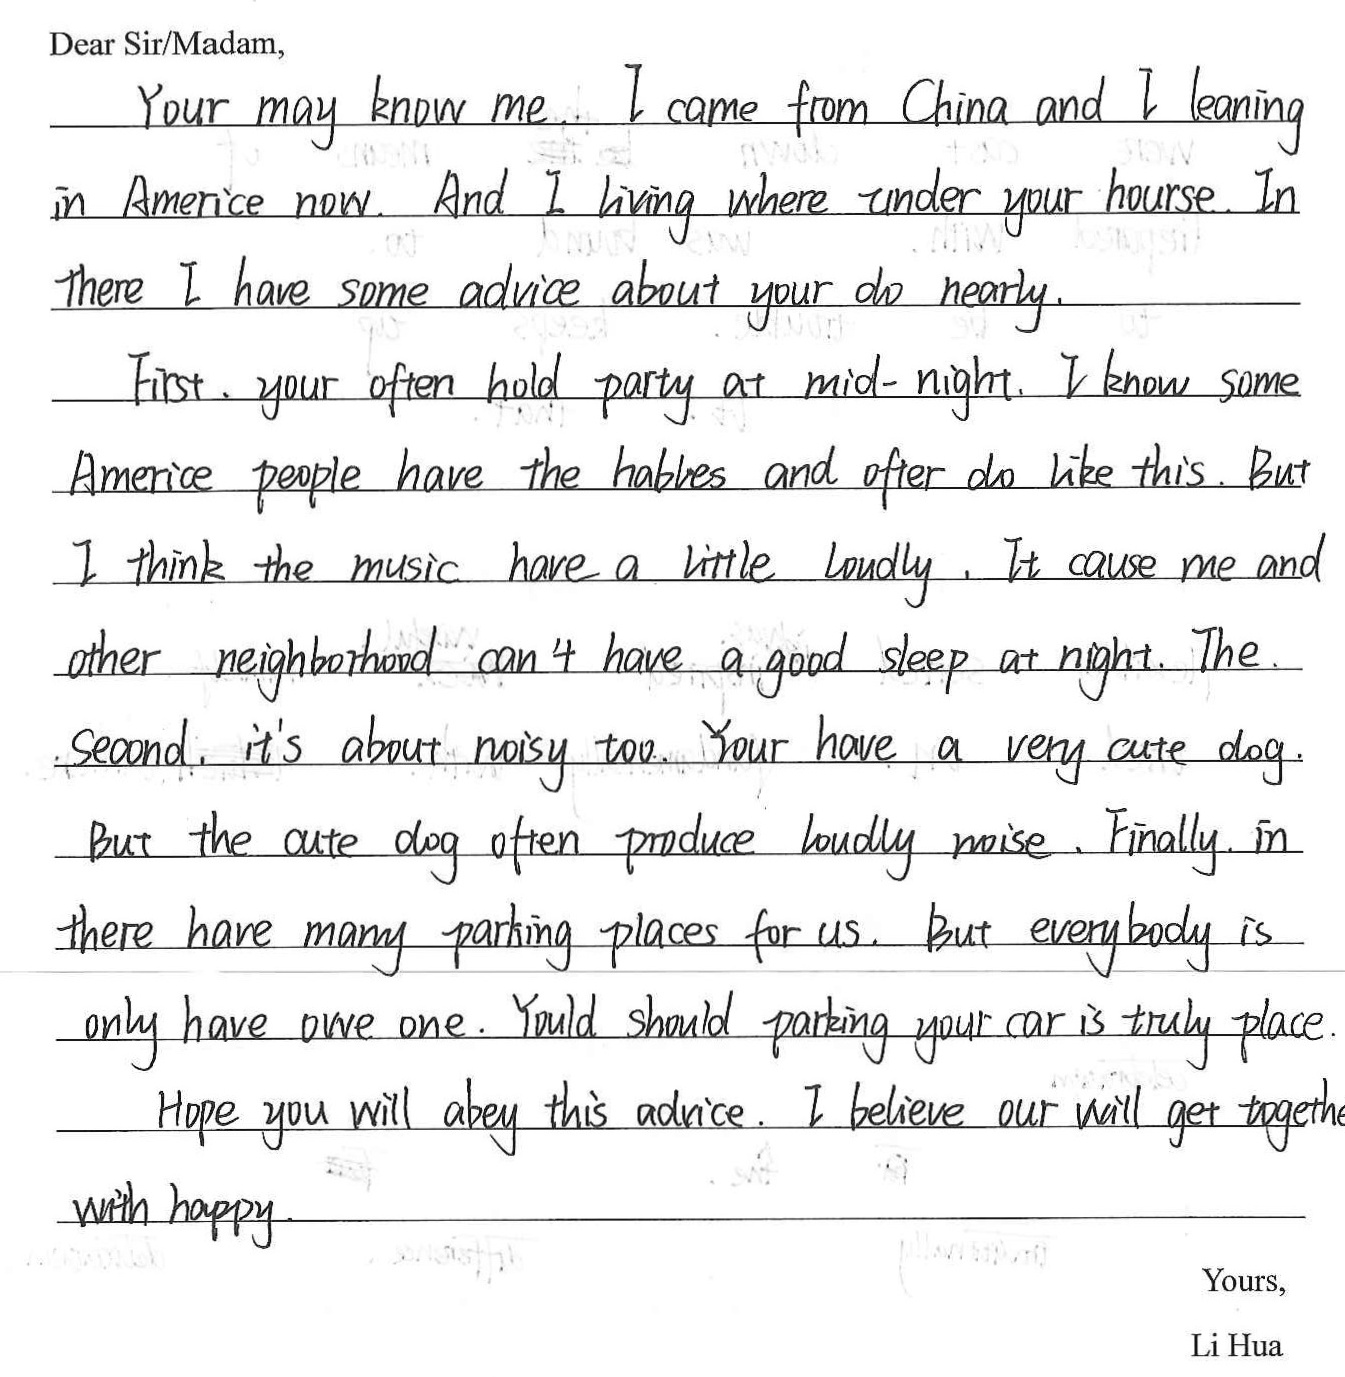 Dear Sir/Madam,
Your may know me. I came from China and I leaning
in Americe now. And I living where under your hourse. In
there I have some advice about your do nearly.
First. your often hold party at mid-night. I know some
Americe people have the habbes and ofter do like this. But
I think the music have a little loudly. It cause me and
other neighborhood can't have a good sleep at night. The
second. it's about noisy too. Your have a very cute dog.
But the cute dog often produce loudly noise. Finally. in
there have many parking places for us. But everybody is
only have owe one. Yould should parking your car is truly place.
Hope you will abey this advice. I believe our will get togethe
with happy.
Yours,
Li Hua